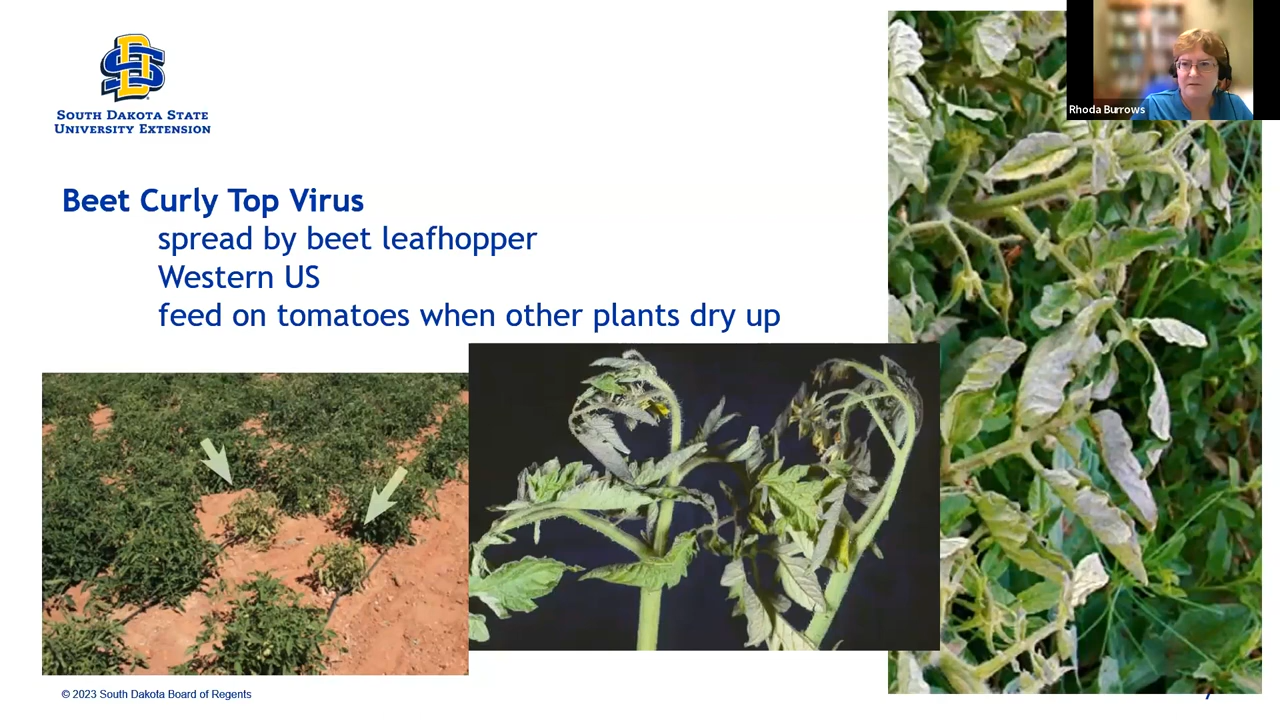 Rhoda Burrows
SOUTH DAKOTA STATE
UNIVERSITY EXTENSION
Beet Curly Top Virus
spread by beet leafhopper
Western US
feed on tomatoes when other plants dry up
© 2023 South Dakota Board of Regents